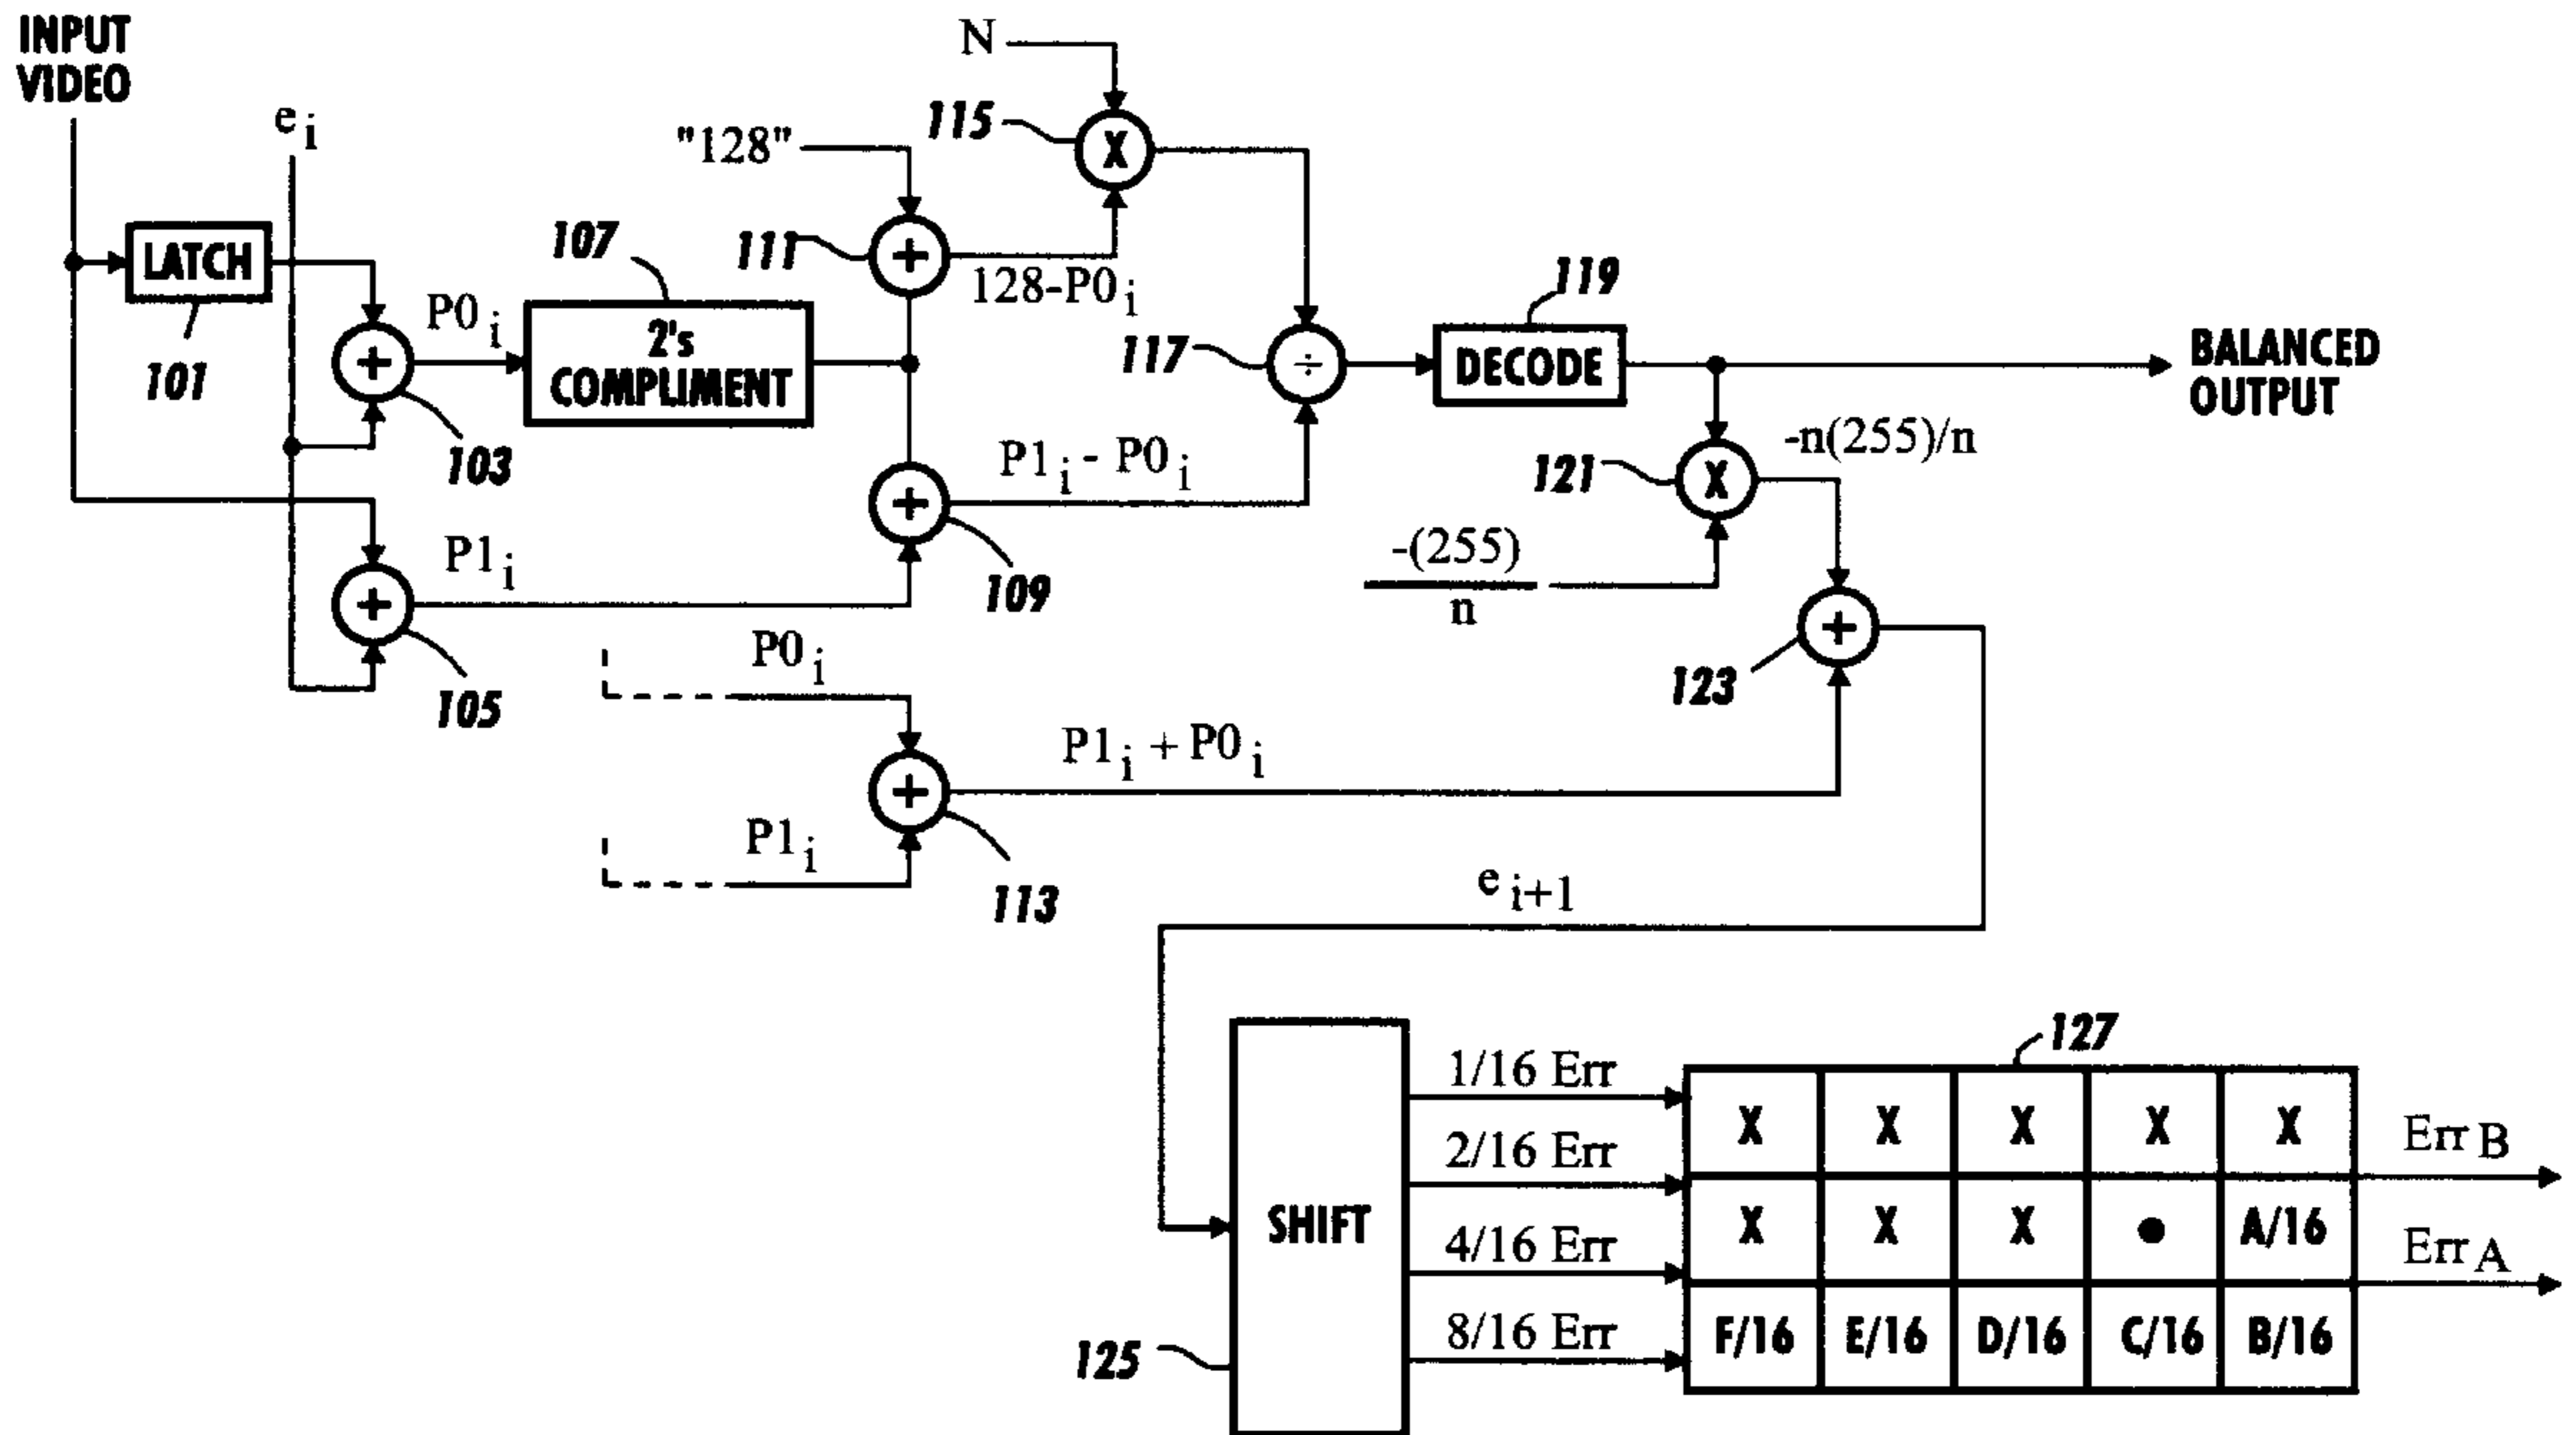 INPUT
VIDEO
e i
N
115
X
"128"
107
111
+
128-P0 i
119
LATCH
101
P0 i
+
103
2's
COMPLIMENT
117
÷
DECODE
BALANCED
OUTPUT
P1 i - P0 i
+
109
121
X
-n(255)/n
-(255)
n
P1 i
+
105
123
+
P0 i
+
P1 i
113
P1 i + P0 i
e i+1
SHIFT
125
1/16 Err
2/16 Err
4/16 Err
8/16 Err
127
X X X X X
X X X ● A/16
F/16 E/16 D/16 C/16 B/16
Err B
Err A